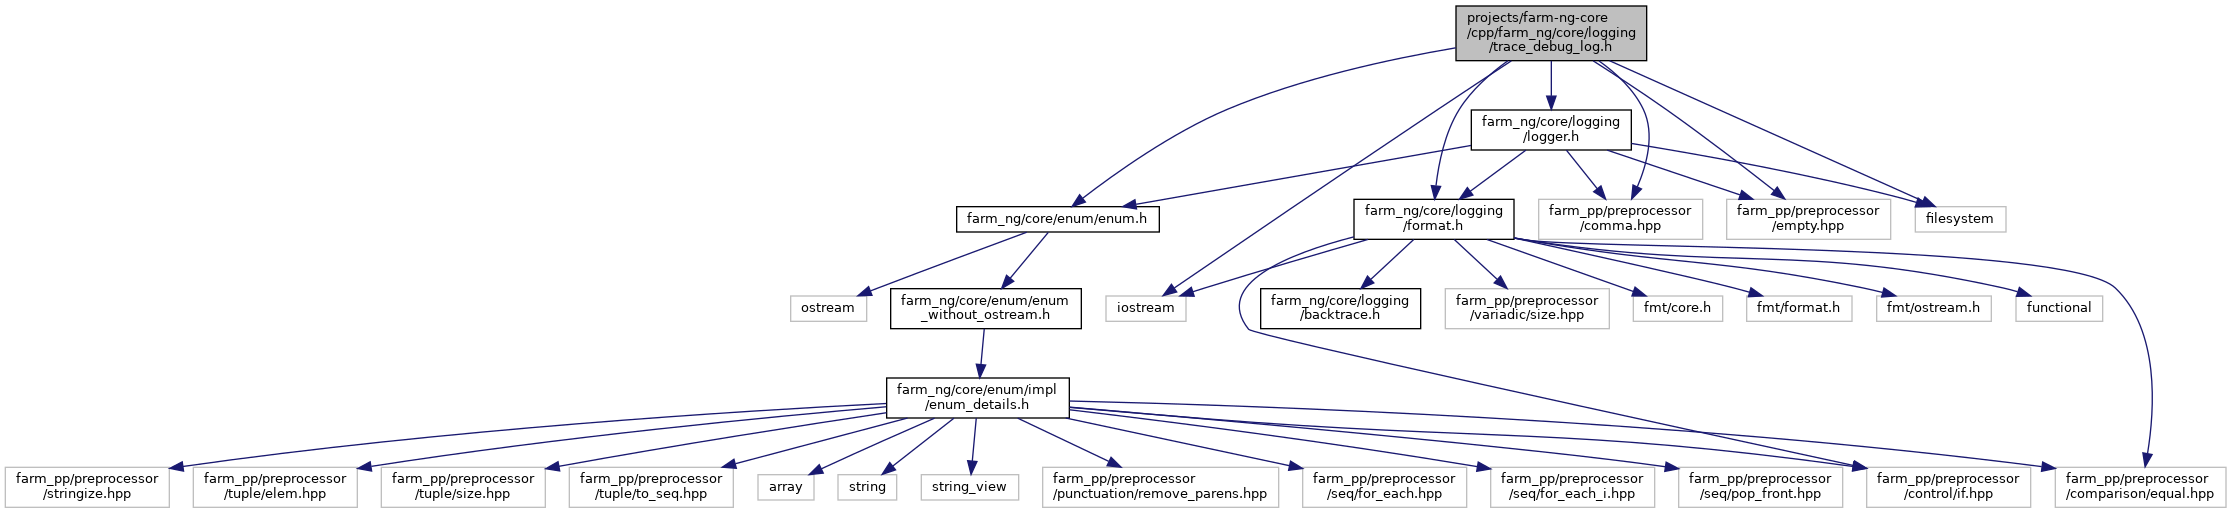 projects/farm-ng-core
/cpp/farm_ng/core/logging
/trace_debug_log.h
farm_ng/core/logging
/logger.h
farm_ng/core/enum/enum.h
farm_ng/core/logging
/format.h
farm_pp/preprocessor
/comma.hpp
farm_pp/preprocessor
/empty.hpp
filesystem
ostream
farm_ng/core/enum/enum
_without_ostream.h
iostream
farm_ng/core/logging
/backtrace.h
farm_pp/preprocessor
/variadic/size.hpp
fmt/core.h
fmt/format.h
fmt/ostream.h
functional
farm_ng/core/enum/impl
/enum_details.h
farm_pp/preprocessor
/stringize.hpp
farm_pp/preprocessor
/tuple/elem.hpp
farm_pp/preprocessor
/tuple/size.hpp
farm_pp/preprocessor
/tuple/to_seq.hpp
array
string
string_view
farm_pp/preprocessor
/punctuation/remove_parens.hpp
farm_pp/preprocessor
/seq/for_each.hpp
farm_pp/preprocessor
/seq/for_each_i.hpp
farm_pp/preprocessor
/seq/pop_front.hpp
farm_pp/preprocessor
/control/if.hpp
farm_pp/preprocessor
/comparison/equal.hpp